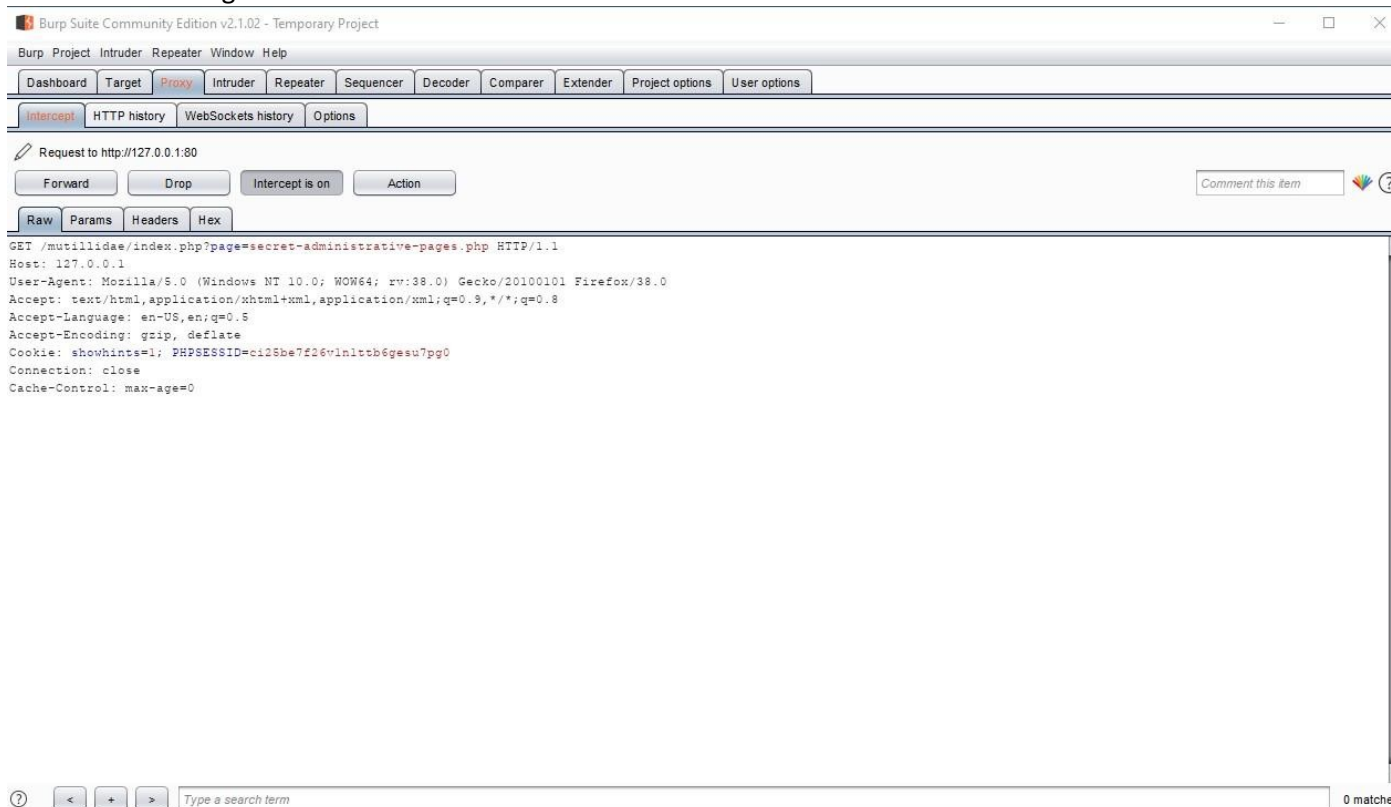 Burp Suite Community Edition v2.1.02 - Temporary Project
Burp Project Intruder Repeater Window Help
Dashboard Target Proxy Intruder Repeater Sequencer Decoder Comparer Extender Project options User options
Intercept HTTP history WebSockets history Options
Request to http://127.0.0.1:80
Forward Drop Intercept is on Action Comment this item ?
Raw Params Headers Hex
GET /mutillidae/index.php?page=secret-administrative-pages.php HTTP/1.1
Host: 127.0.0.1
User-Agent: Mozilla/5.0 (Windows NT 10.0; WOW64; rv:38.0) Gecko/20100101 Firefox/38.0
Accept: text/html,application/xhtml+xml,application/xml;q=0.9,*/*;q=0.8
Accept-Language: en-US,en;q=0.5
Accept-Encoding: gzip, deflate
Cookie: showhints=1; PHPSESSID=ci25be7f26v1n1ttb6gesu7pg0
Connection: close
Cache-Control: max-age=0
? < + > Type a search term 0 matche